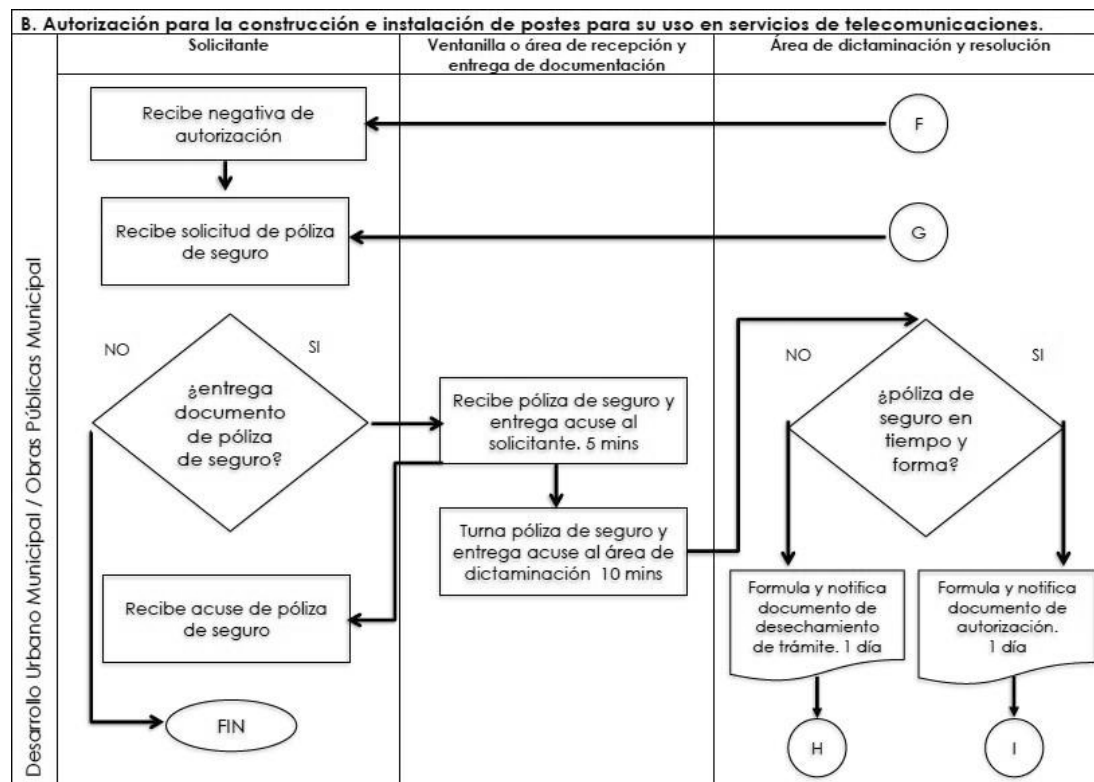 B. Autorización para la construcción e instalación de postes para su uso en servicios de telecomunicaciones.
Solicitante
Ventanilla o área de recepción y
entrega de documentación
Área de dictaminación y resolución
Desarrollo Urbano Municipal / Obras Públicas Municipal
Recibe negativa de
autorización
F
Recibe solicitud de póliza
de seguro
G
NO
SI
¿entrega
documento
de póliza
de seguro?
Recibe póliza de seguro y
entrega acuse al
solicitante. 5 mins
Turna póliza de seguro y
entrega acuse al área de
dictaminación 10 mins
NO
SI
¿póliza de
seguro en
tiempo y
forma?
Recibe acuse de póliza
de seguro
Formula y notifica
documento de
desechamiento
de trámite. 1 día
Formula y notifica
documento de
autorización.
1 día
FIN
H
I